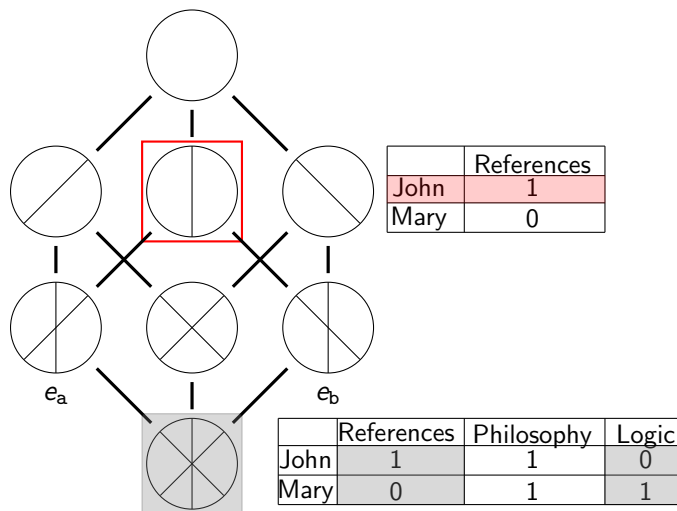 References
John 1
Mary 0
e_a e_b
References Philosophy Logic
John 1 1 0
Mary 0 1 1